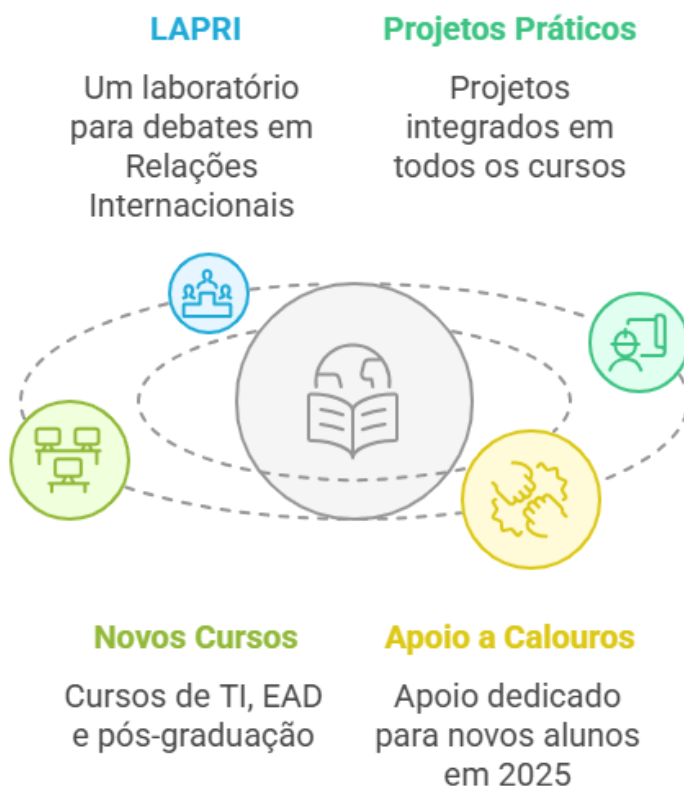 LAPRI
Um laboratório
para debates em
Relações
Internacionais
Projetos Práticos
Projetos
integrados em
todos os cursos
Novos Cursos
Cursos de TI, EAD
e pós-graduação
Apoio a Calouros
Apoio dedicado
para novos alunos
em 2025